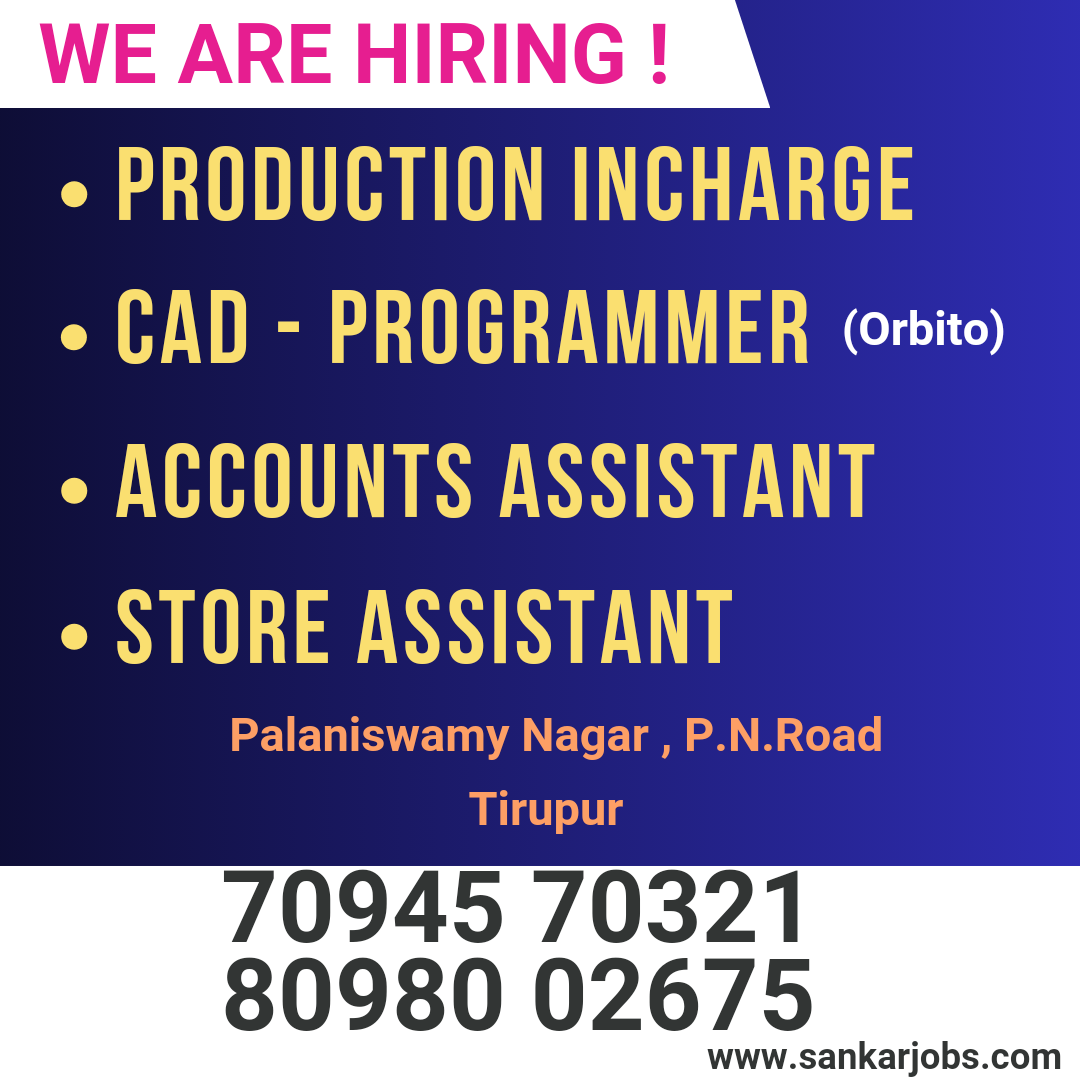 WE ARE HIRING !
• PRODUCTION INCHARGE
• CAD - PROGRAMMER (Orbito)
• ACCOUNTS ASSISTANT
• STORE ASSISTANT
Palaniswamy Nagar , P.N.Road
Tirupur
70945 70321
80980 02675
www.sankarjobs.com